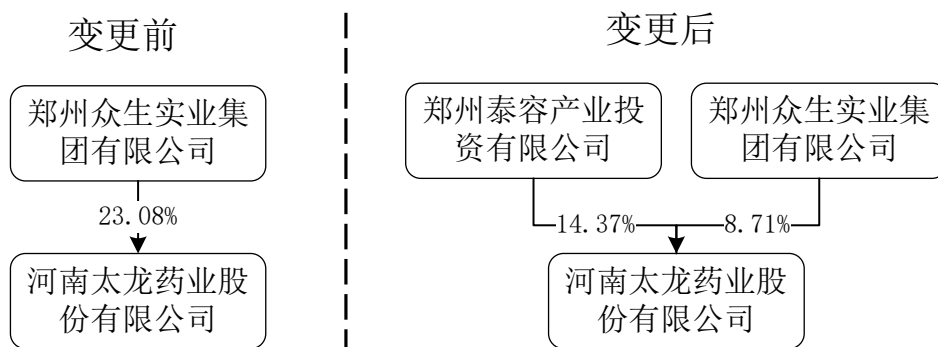 变更前
郑州众生实业集
团有限公司
23.08%
河南太龙药业股
份有限公司
变更后
郑州泰容产业投
资有限公司
郑州众生实业集
团有限公司
14.37%
8.71%
河南太龙药业股
份有限公司